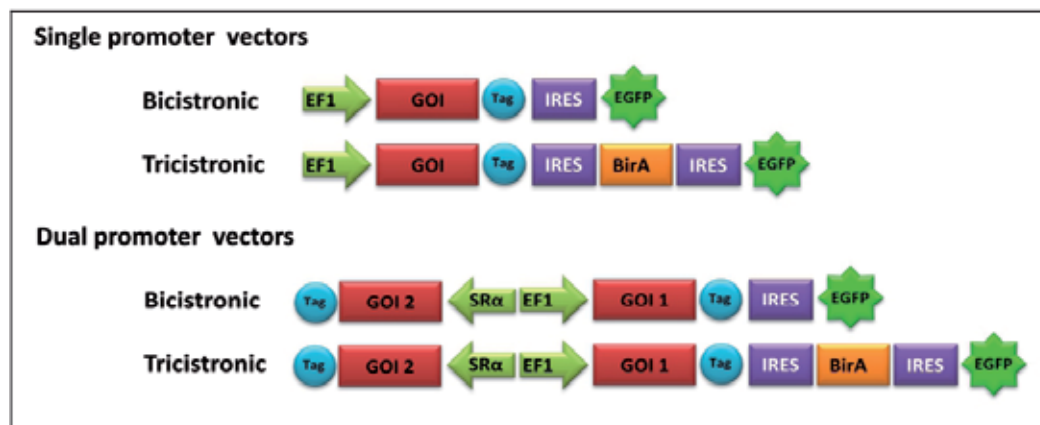 Single promoter vectors
Bicistronic EF1 GOI Tag IRES EGFP
Tricistronic EF1 GOI Tag IRES BirA IRES EGFP
Dual promoter vectors
Bicistronic Tag GOI 2 SRα EF1 GOI 1 Tag IRES EGFP
Tricistronic Tag GOI 2 SRα EF1 GOI 1 Tag IRES BirA IRES EGFP